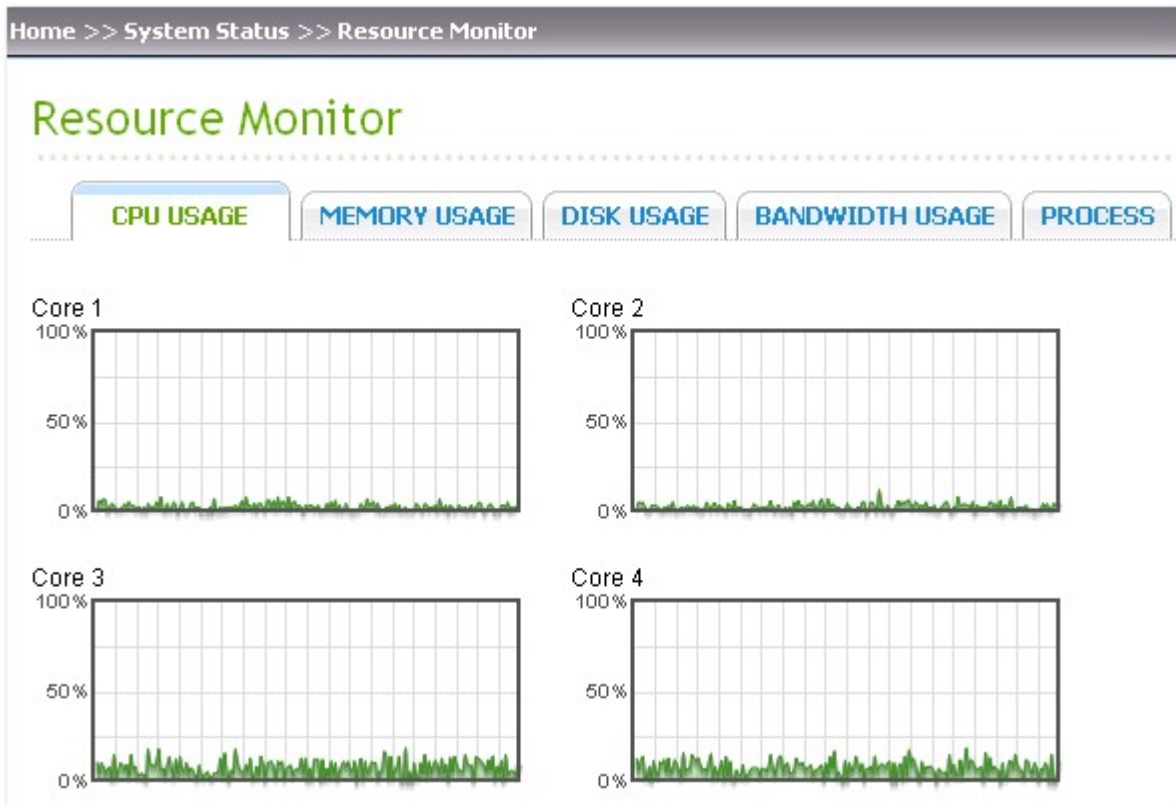 Home >> System Status >> Resource Monitor
Resource Monitor
CPU USAGE MEMORY USAGE DISK USAGE BANDWIDTH USAGE PROCESS
Core 1
100%
50%
0%
Core 2
100%
50%
0%
Core 3
100%
50%
0%
Core 4
100%
50%
0%